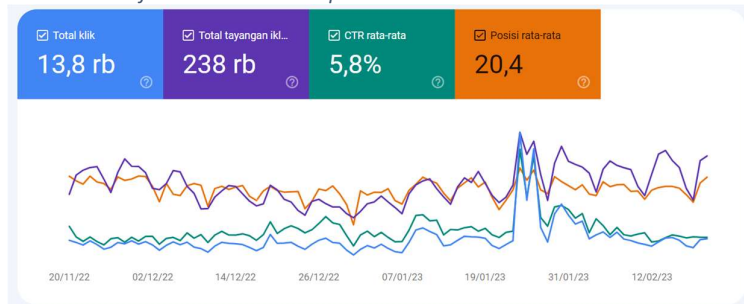 Total klik
Total tayangan ikl...
CTR rata-rata
Posisi rata-rata
13,8 rb
238 rb
5,8%
20,4
20/11/22
02/12/22
14/12/22
26/12/22
07/01/23
19/01/23
31/01/23
12/02/23